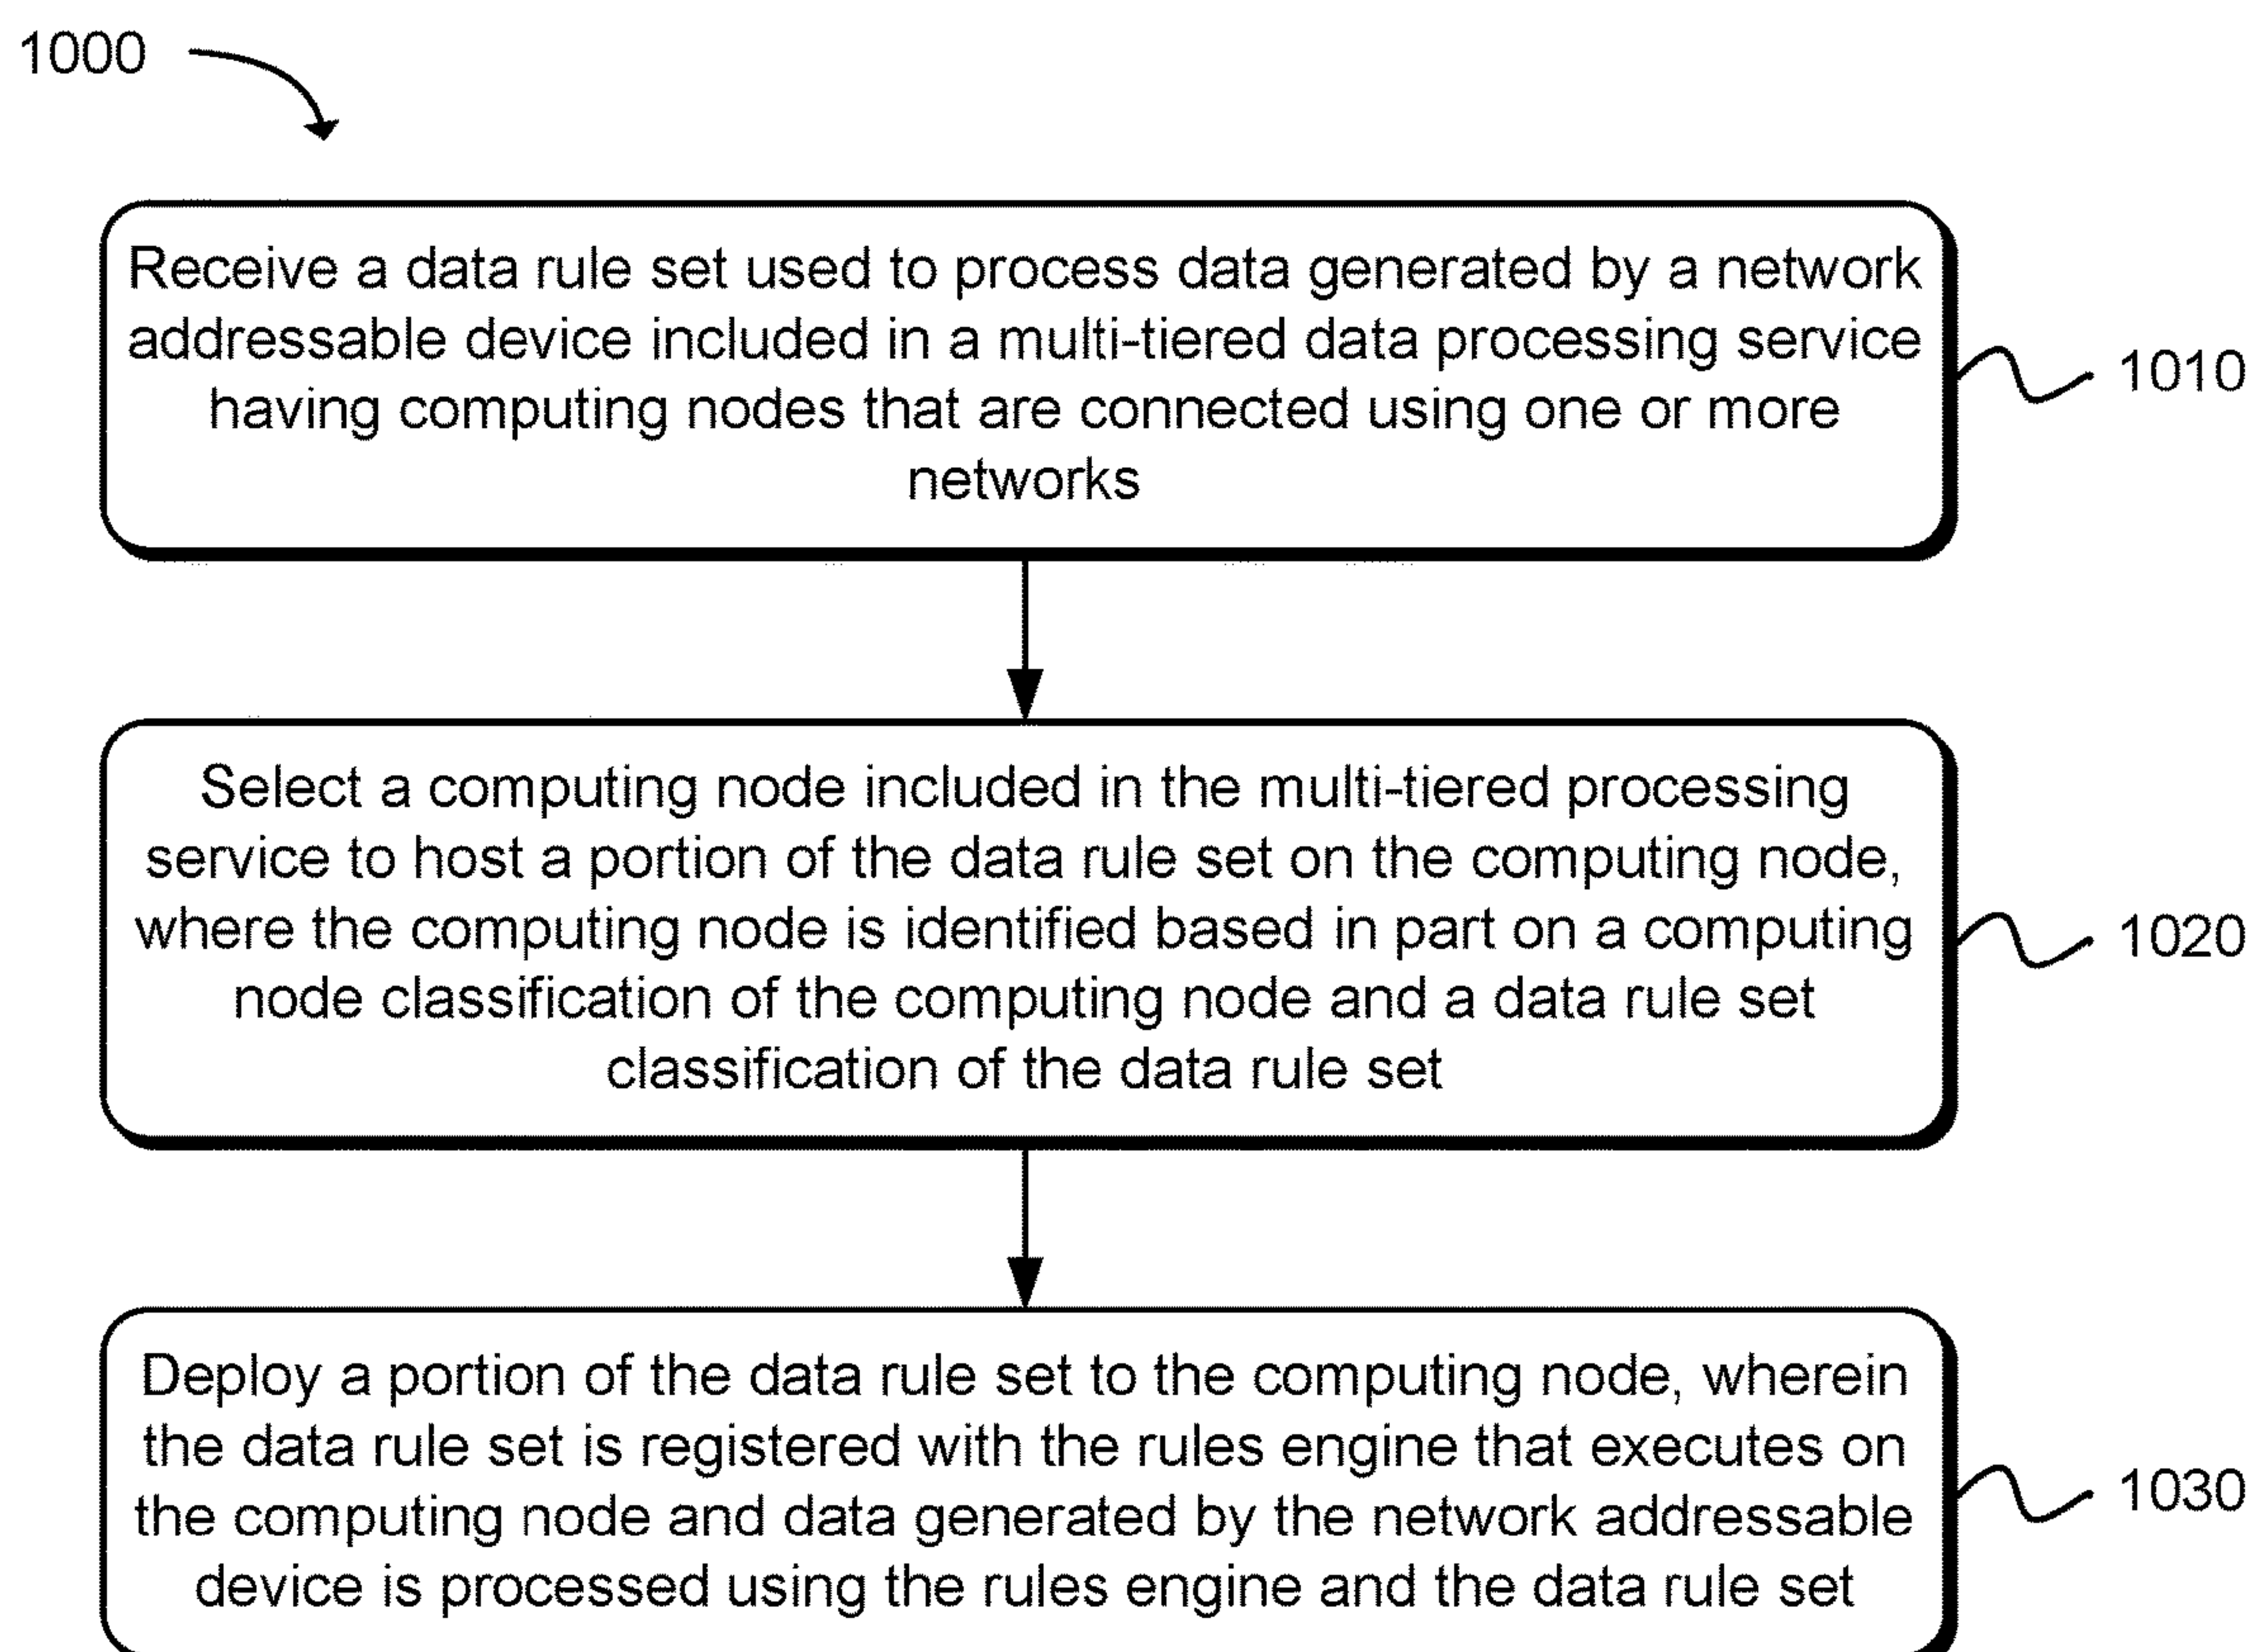 1000
Receive a data rule set used to process data generated by a network
addressable device included in a multi-tiered data processing service
having computing nodes that are connected using one or more
networks
1010
Select a computing node included in the multi-tiered processing
service to host a portion of the data rule set on the computing node,
where the computing node is identified based in part on a computing
node classification of the computing node and a data rule set
classification of the data rule set
1020
Deploy a portion of the data rule set to the computing node, wherein
the data rule set is registered with the rules engine that executes on
the computing node and data generated by the network addressable
device is processed using the rules engine and the data rule set
1030